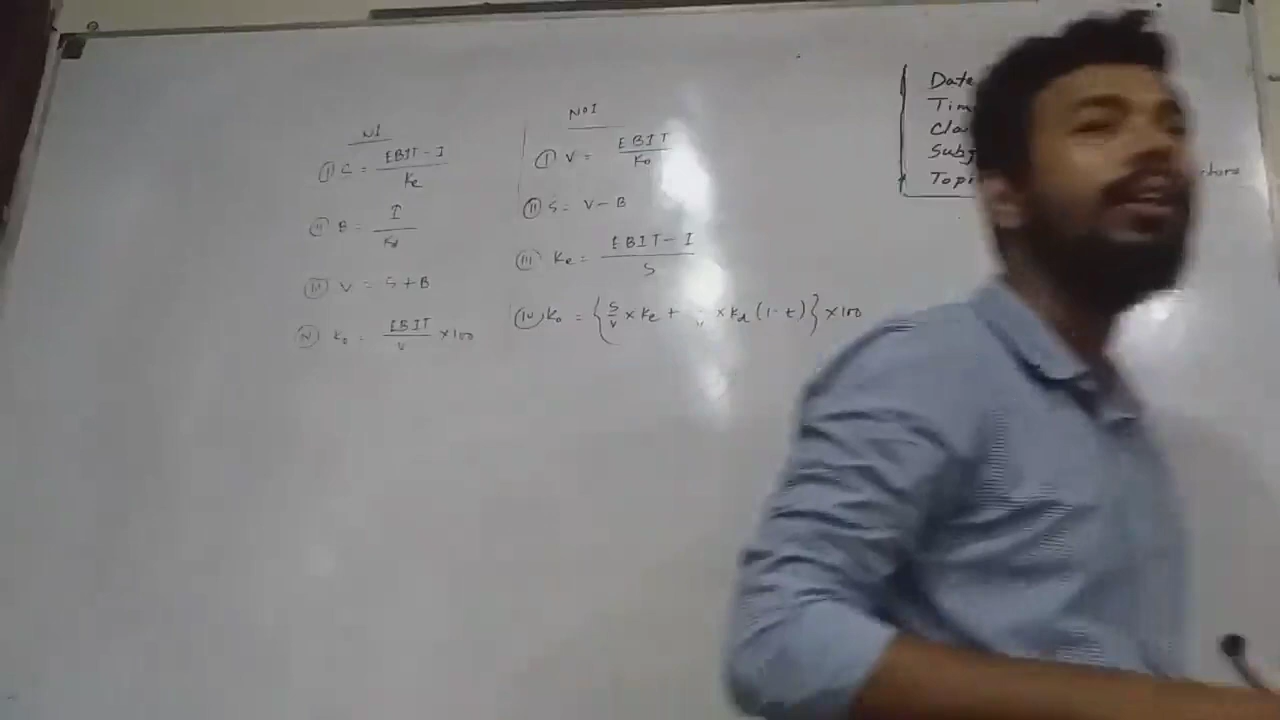 NI
(I) S = EBIT - I / Ke
(II) B = I / Kd
(III) V = S + B
(IV) Ko = EBIT / V × 100
NOI
(I) V = EBIT / Ko
(II) S = V - B
(III) Ke = EBIT - I / S
(IV) Ko = { S/V × Ke + /V × Kd (1 - t) } × 100
Date